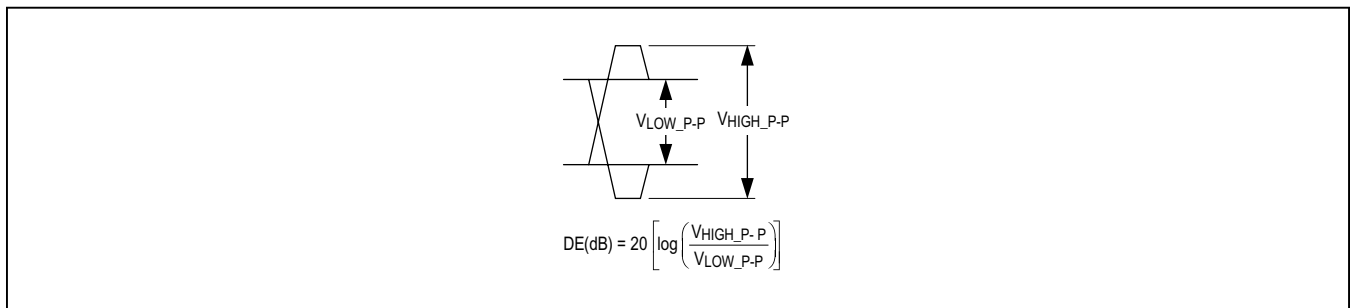 VLOW_P-P VHIGH_P-P
DE(dB) = 20 [log (VHIGH_P- P / VLOW_P-P)]